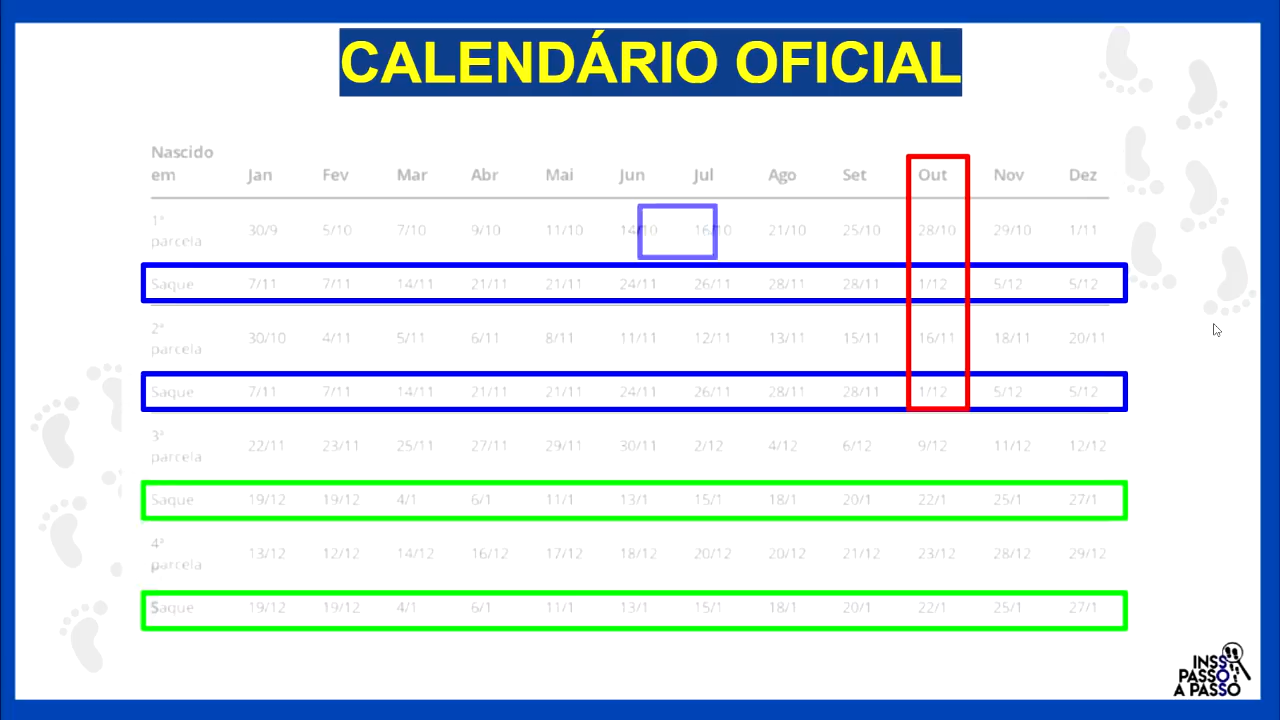 CALENDÁRIO OFICIAL
Nascido
em Jan Fev Mar Abr Mai Jun Jul Ago Set Out Nov Dez
1ª
parcela 30/9 5/10 7/10 9/10 11/10 14/10 16/10 21/10 25/10 28/10 29/10 1/11
Saque 7/11 7/11 14/11 21/11 21/11 24/11 26/11 28/11 28/11 1/12 5/12 5/12
2ª
parcela 30/10 4/11 5/11 6/11 8/11 11/11 12/11 13/11 15/11 16/11 18/11 20/11
Saque 7/11 7/11 14/11 21/11 21/11 24/11 26/11 28/11 28/11 1/12 5/12 5/12
3ª
parcela 22/11 23/11 25/11 27/11 29/11 30/11 2/12 4/12 6/12 9/12 11/12 12/12
Saque 19/12 19/12 4/1 6/1 11/1 13/1 15/1 18/1 20/1 22/1 25/1 27/1
4ª
parcela 13/12 12/12 14/12 16/12 17/12 18/12 20/12 20/12 21/12 23/12 28/12 29/12
Saque 19/12 19/12 4/1 6/1 11/1 13/1 15/1 18/1 20/1 22/1 25/1 27/1
INSS
PASSO
A PASSO